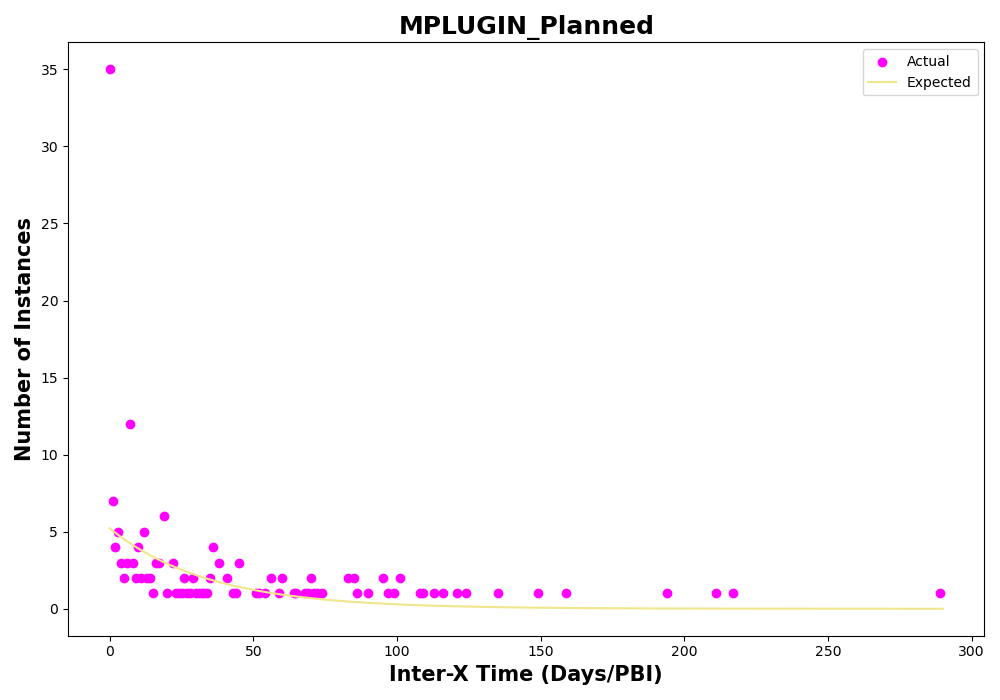 MPLUGIN_Planned
Actual
Expected
Number of Instances
35
30
25
20
15
10
5
0
0 50 100 150 200 250 300
Inter-X Time (Days/PBI)